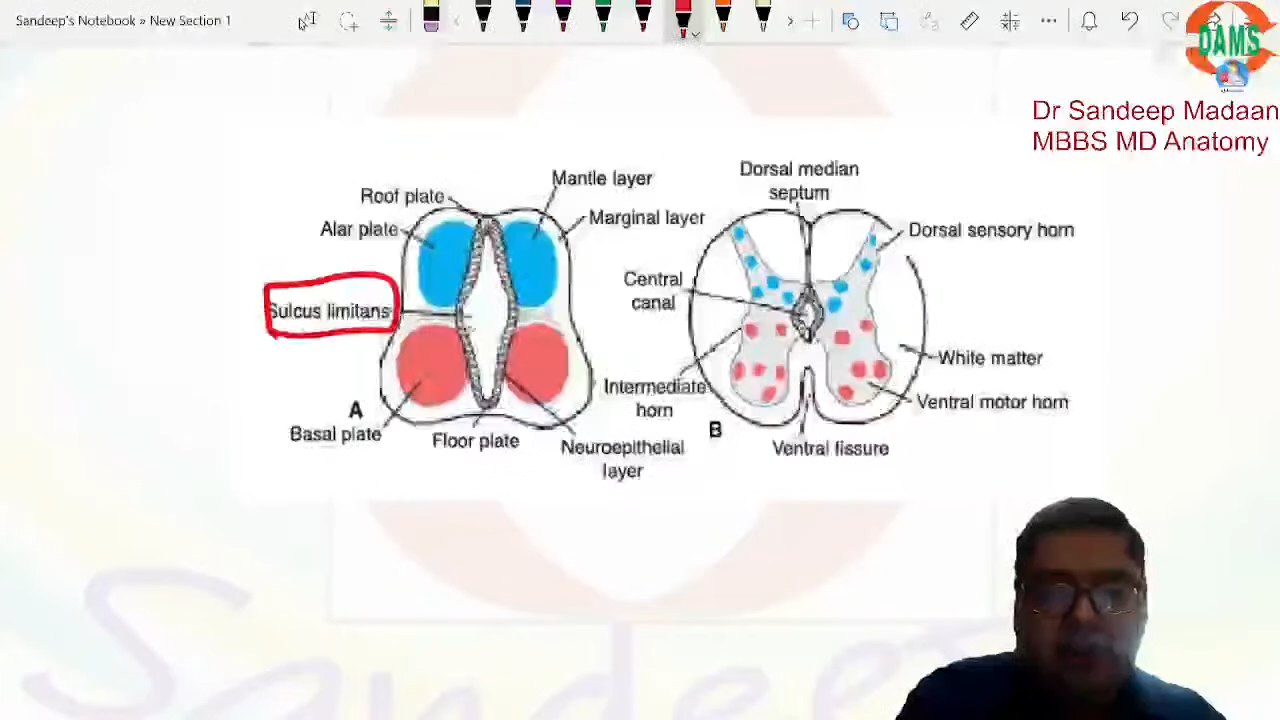 Sandeep's Notebook » New Section 1
DAMS
Dr Sandeep Madaan
MBBS MD Anatomy
Roof plate
Mantle layer
Alar plate
Marginal layer
Sulcus limitans
A
Basal plate
Floor plate
Neuroepithelial
layer
Dorsal median
septum
Dorsal sensory horn
Central
canal
White matter
Intermediate
horn
Ventral motor horn
B
Ventral fissure
Sandeep